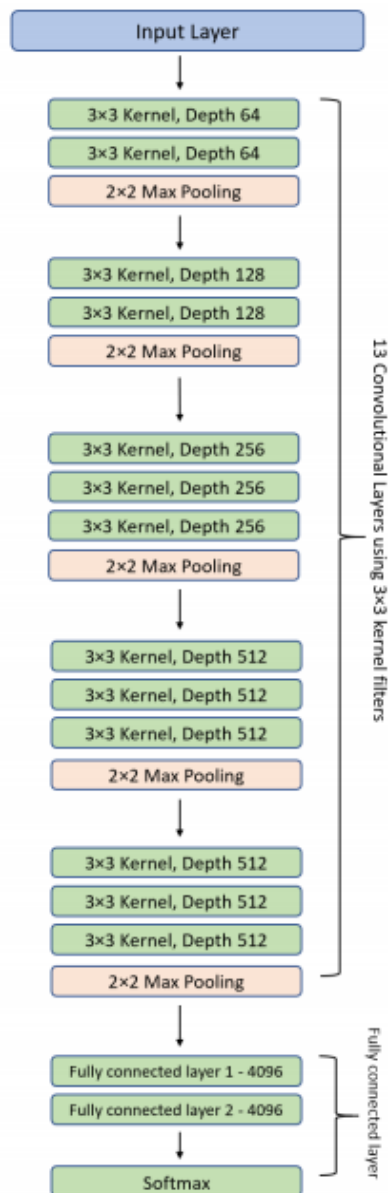 Input Layer
3×3 Kernel, Depth 64
3×3 Kernel, Depth 64
2×2 Max Pooling
3×3 Kernel, Depth 128
3×3 Kernel, Depth 128
2×2 Max Pooling
3×3 Kernel, Depth 256
3×3 Kernel, Depth 256
3×3 Kernel, Depth 256
2×2 Max Pooling
3×3 Kernel, Depth 512
3×3 Kernel, Depth 512
3×3 Kernel, Depth 512
2×2 Max Pooling
3×3 Kernel, Depth 512
3×3 Kernel, Depth 512
3×3 Kernel, Depth 512
2×2 Max Pooling
13 Convolutional Layers using 3×3 kernel filters
Fully connected layer 1 - 4096
Fully connected layer 2 - 4096
Softmax
Fully connected layer